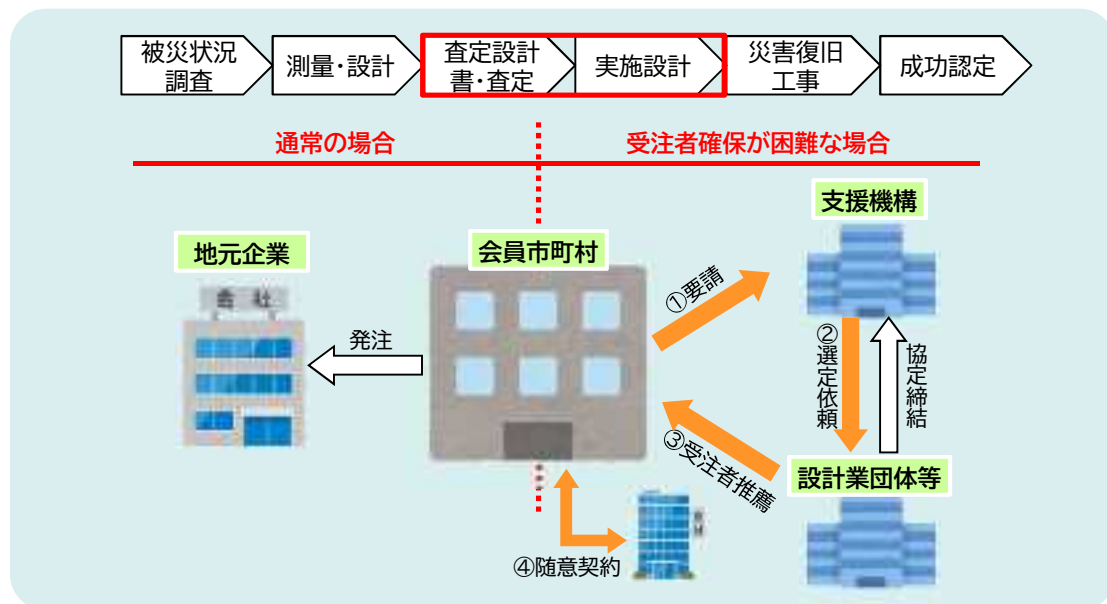 被災状況
調査
測量・設計
査定設計
書・査定
実施設計
災害復旧
工事
成功認定
通常の場合
受注者確保が困難な場合
支援機構
地元企業
会員市町村
会社
①要請
発注
②選定依頼
協定締結
③受注者推薦
設計業団体等
④随意契約